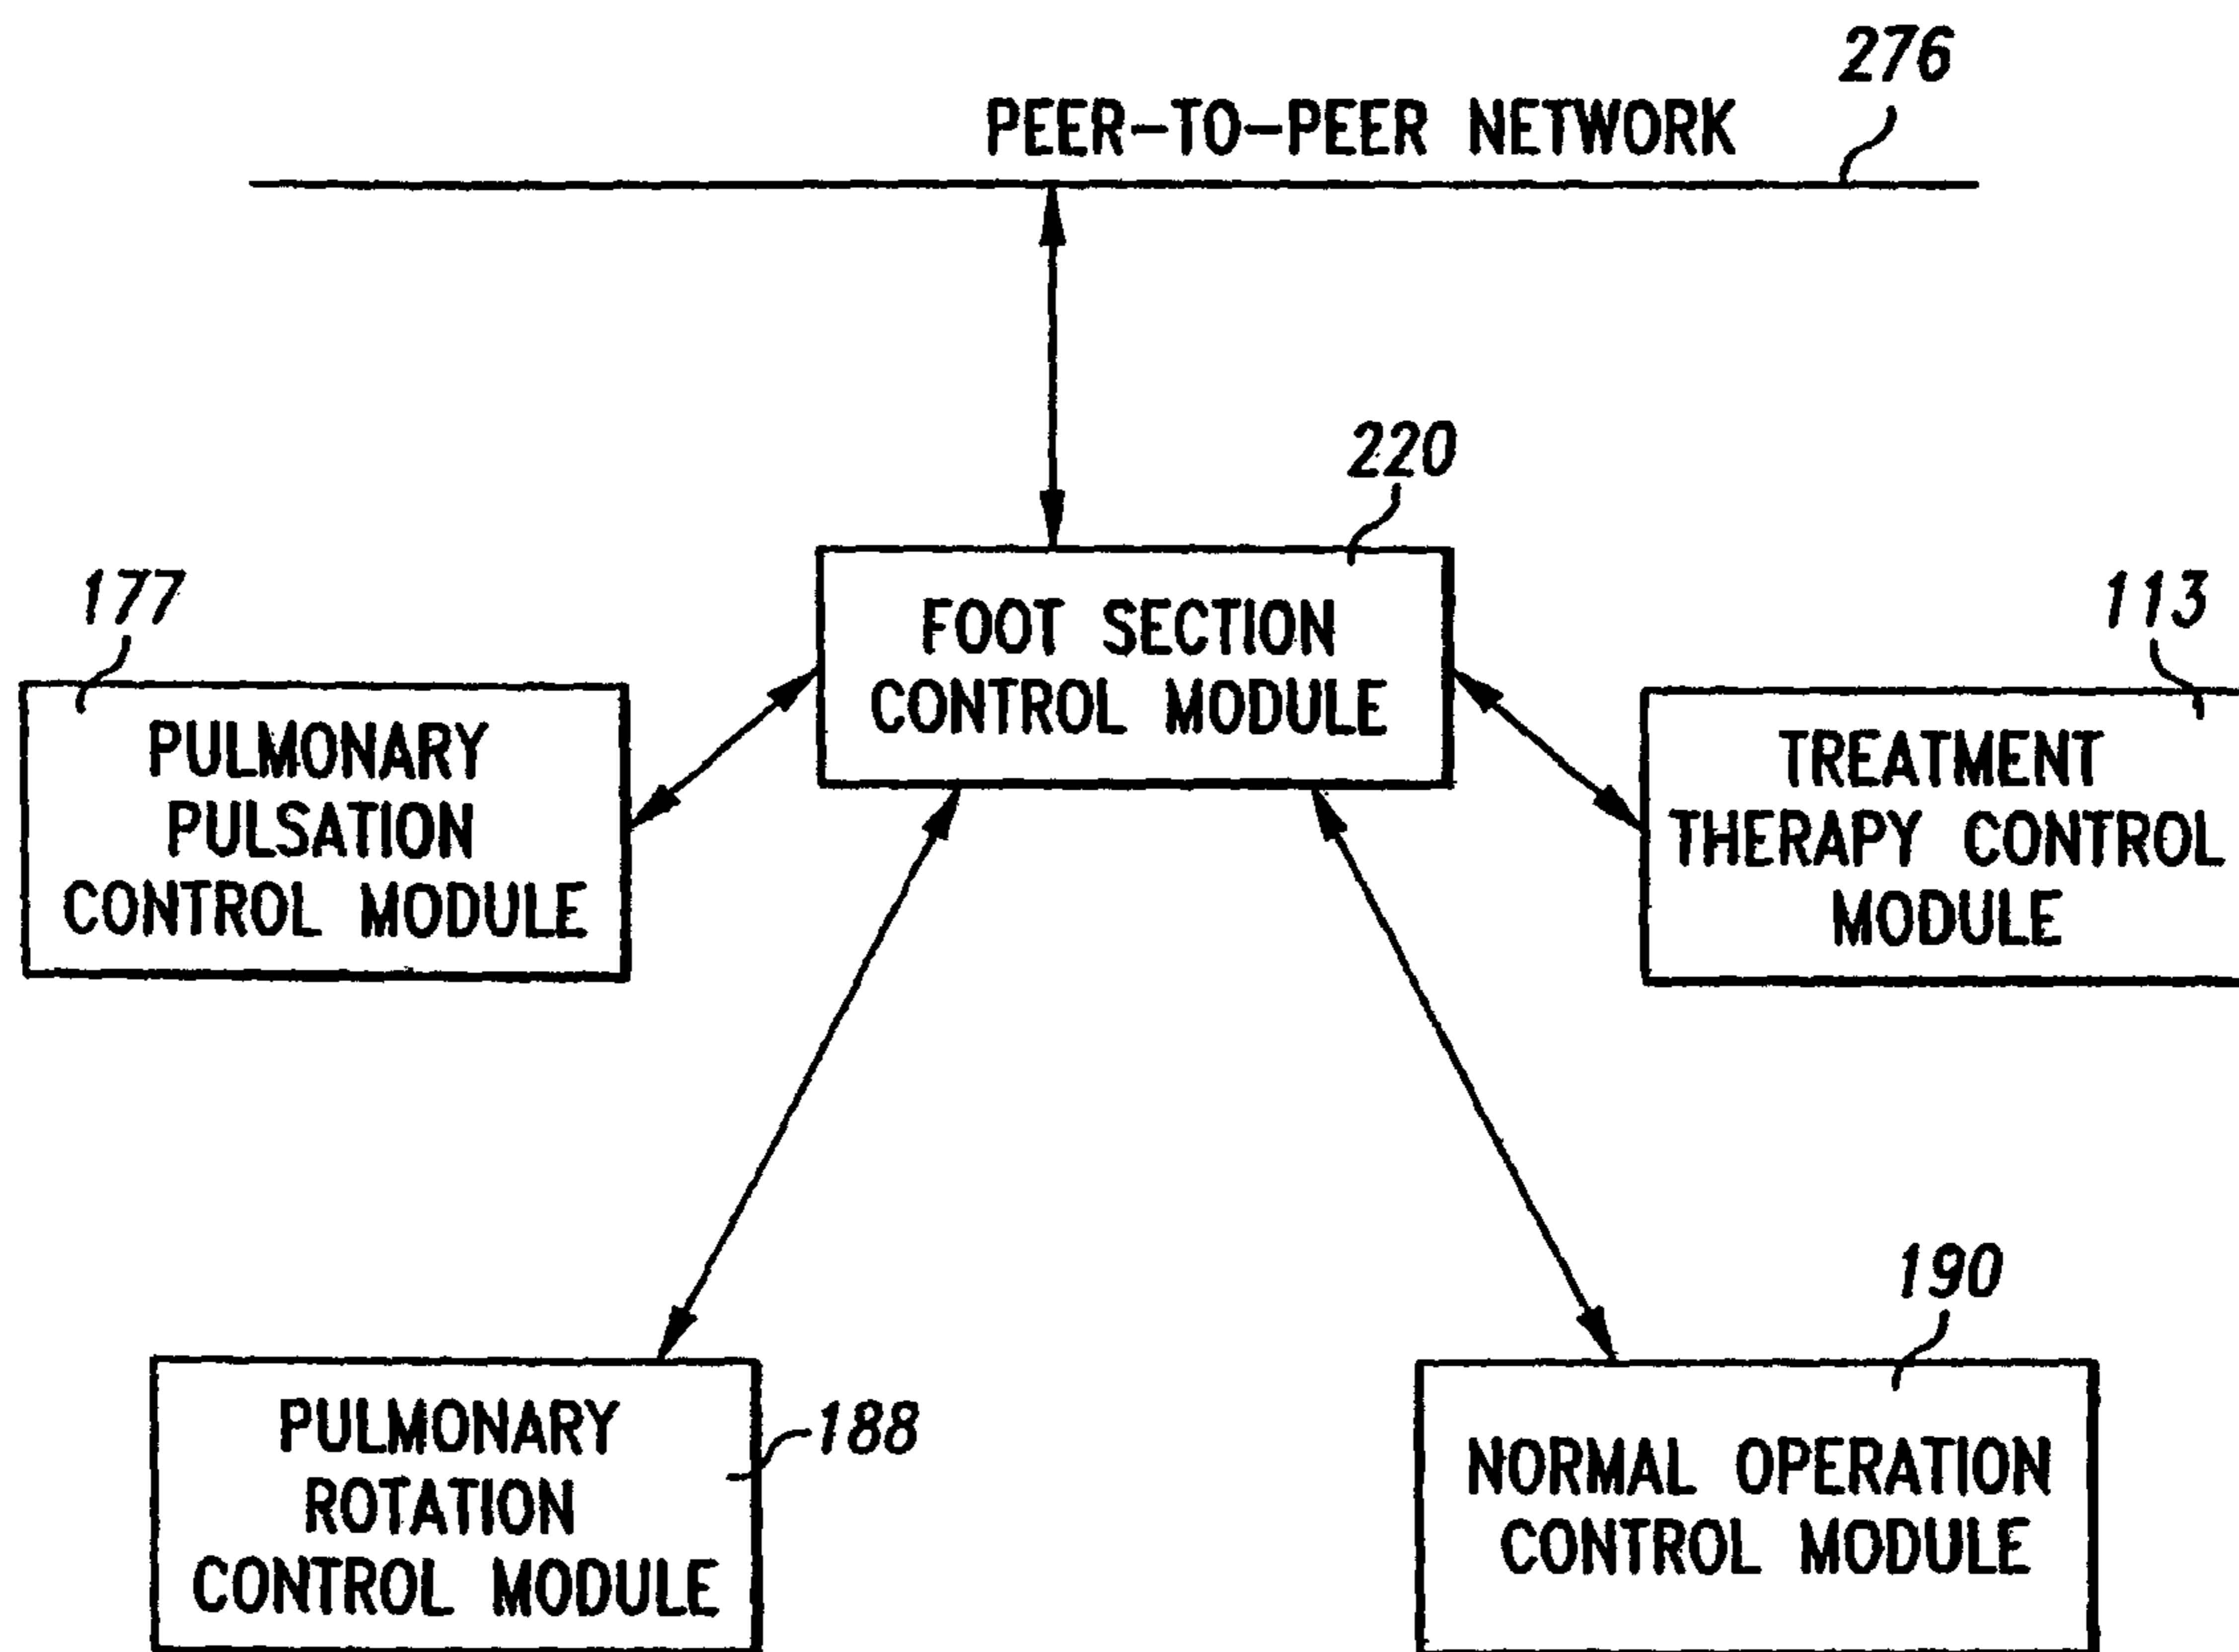 276
PEER-TO-PEER NETWORK
220
FOOT SECTION
CONTROL MODULE
177
PULMONARY
PULSATION
CONTROL MODULE
113
TREATMENT
THERAPY CONTROL
MODULE
188
PULMONARY
ROTATION
CONTROL MODULE
190
NORMAL OPERATION
CONTROL MODULE